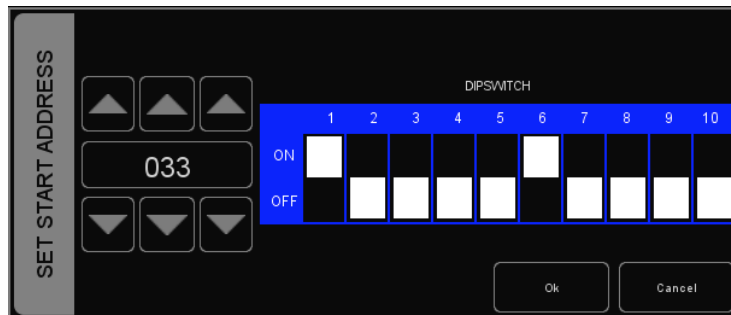 SET START ADDRESS
033
DIPSWITCH
1 2 3 4 5 6 7 8 9 10
ON
OFF
Ok
Cancel